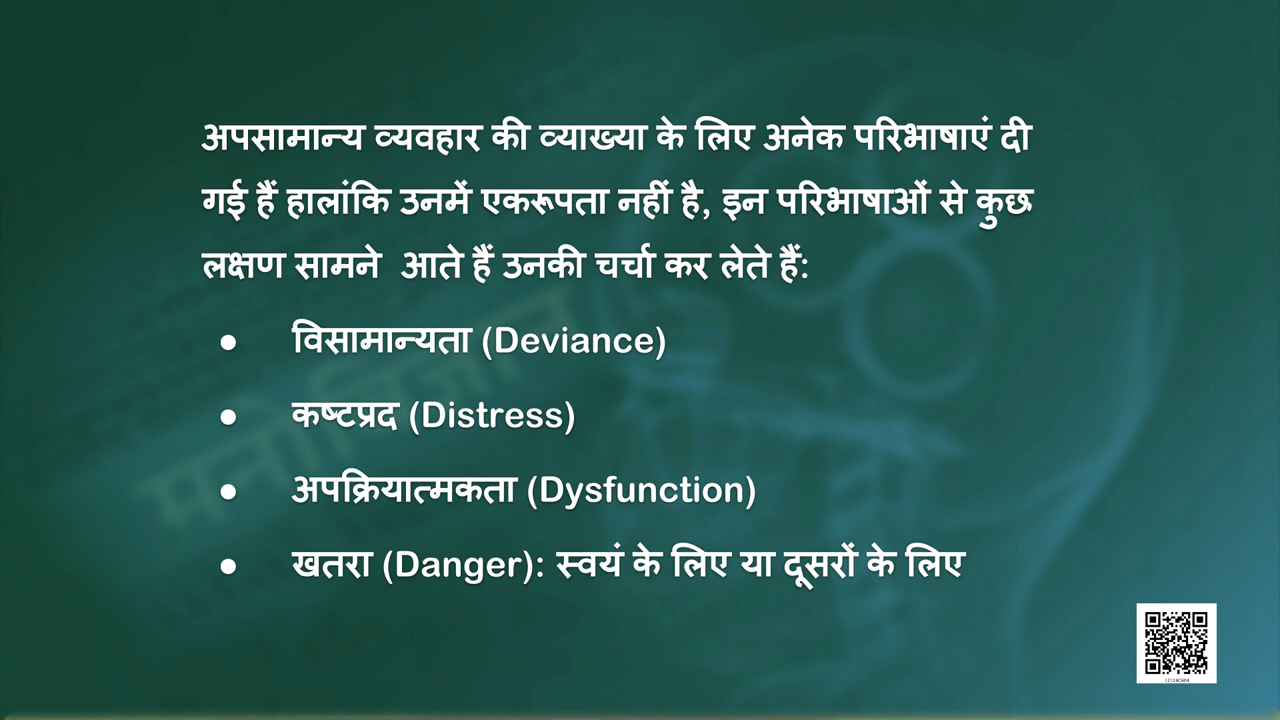 अपसामान्य व्यवहार की व्याख्या के लिए अनेक परिभाषाएं दी
गई हैं हालांकि उनमें एकरूपता नहीं है, इन परिभाषाओं से कुछ
लक्षण सामने आते हैं उनकी चर्चा कर लेते हैं:
● विसामान्यता (Deviance)
● कष्टप्रद (Distress)
● अपक्रियात्मकता (Dysfunction)
● खतरा (Danger): स्वयं के लिए या दूसरों के लिए
मनोविज्ञान